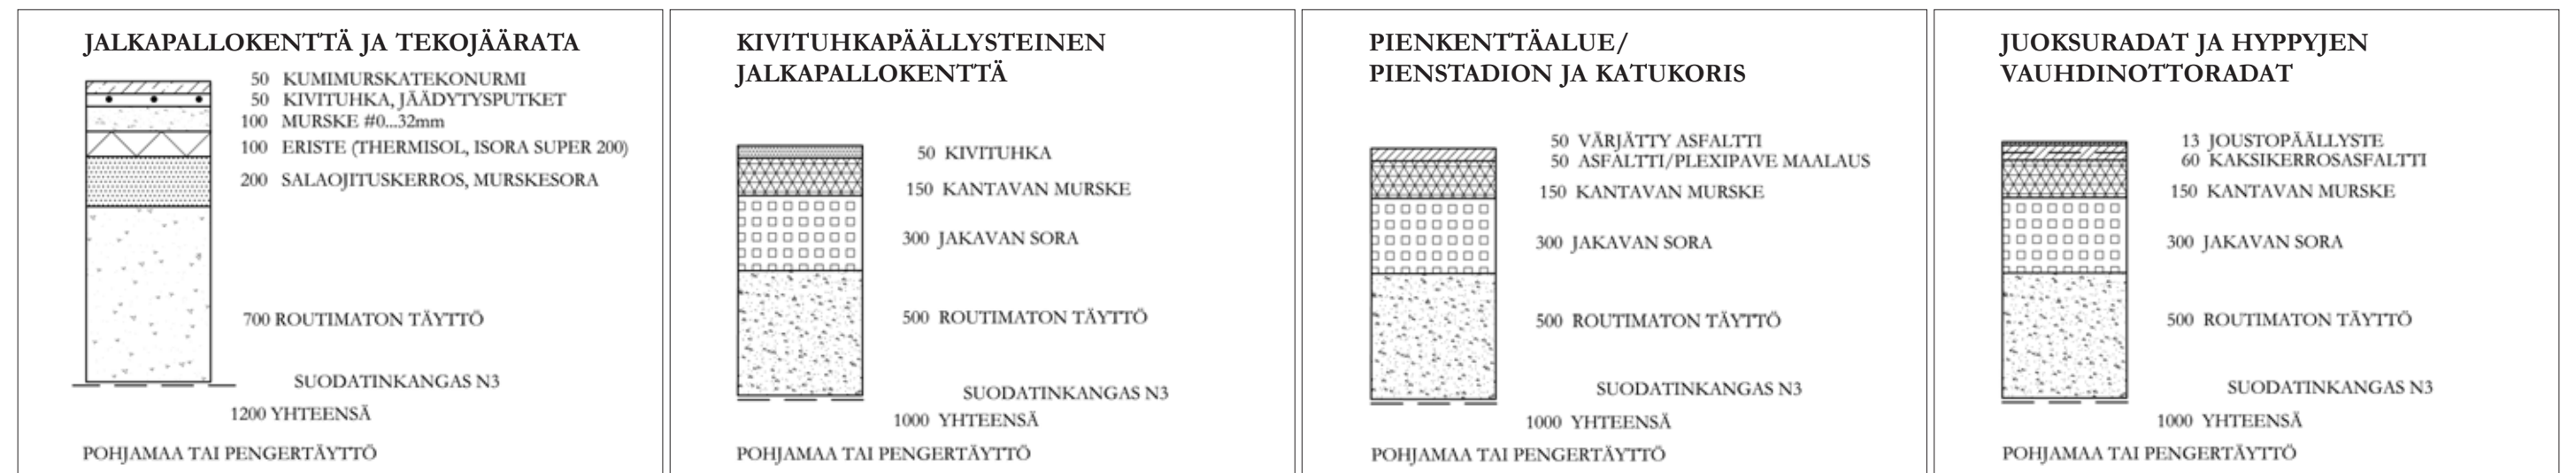 JALKAPALLOKENTTÄ JA TEKOJÄÄRATA
50 KUMIMURSKATEKONURMI
50 KIVITUHKA, JÄÄDYTYSPUTKET
100 MURSKE #0...32mm
100 ERISTE (THERMISOL, ISORA SUPER 200)
200 SALAOJITUSKERROS, MURSKESORA
700 ROUTIMATON TÄYTTÖ
SUODATINKANGAS N3
1200 YHTEENSÄ
POHJAMAA TAI PENGERTÄYTTÖ
KIVITUHKAPÄÄLLYSTEINEN
JALKAPALLOKENTTÄ
50 KIVITUHKA
150 KANTAVAN MURSKE
300 JAKAVAN SORA
500 ROUTIMATON TÄYTTÖ
SUODATINKANGAS N3
1000 YHTEENSÄ
POHJAMAA TAI PENGERTÄYTTÖ
PIENKENTTÄALUE/
PIENSTADION JA KATUKORIS
50 VÄRJÄTTY ASFALTTI
50 ASFALTTI/PLEXIPAVE MAALAUS
150 KANTAVAN MURSKE
300 JAKAVAN SORA
500 ROUTIMATON TÄYTTÖ
SUODATINKANGAS N3
1000 YHTEENSÄ
POHJAMAA TAI PENGERTÄYTTÖ
JUOKSURADAT JA HYPPYJEN
VAUHDINOTTORADAT
13 JOUSTOPÄÄLLYSTE
60 KAKSIKERROSASFALTTI
150 KANTAVAN MURSKE
300 JAKAVAN SORA
500 ROUTIMATON TÄYTTÖ
SUODATINKANGAS N3
1000 YHTEENSÄ
POHJAMAA TAI PENGERTÄYTTÖ